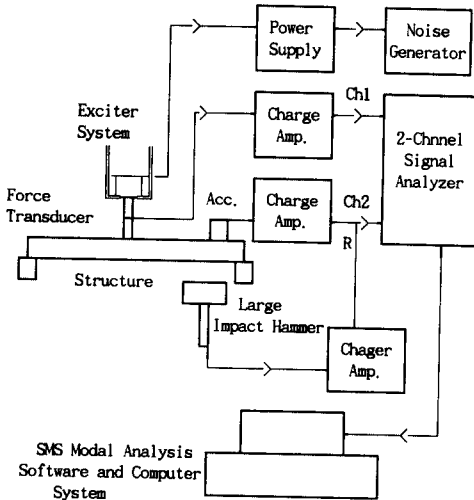 Power
Supply
Noise
Generator
Exciter
System
Charge
Amp.
Ch1
2-Chnnel
Signal
Analyzer
Force
Transducer
Acc.
Charge
Amp.
Ch2
R
Structure
Large
Impact Hammer
Chager
Amp.
SMS Modal Analysis
Software and Computer
System